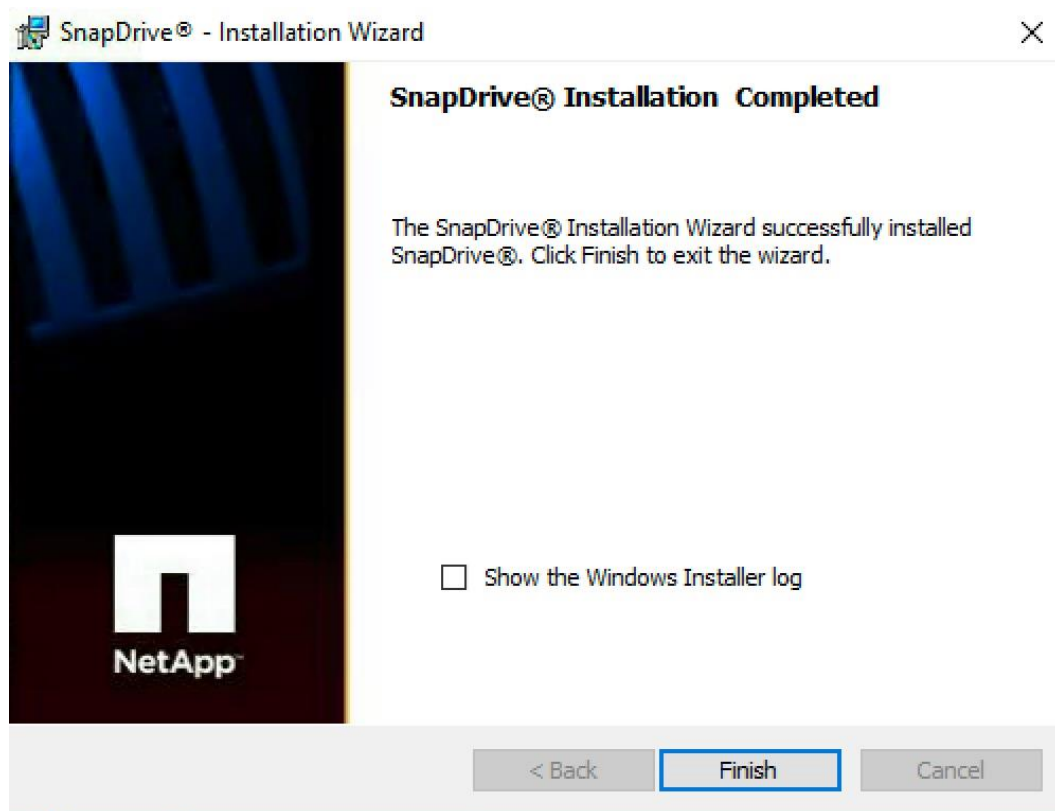 SnapDrive® - Installation Wizard
SnapDrive® Installation Completed
The SnapDrive® Installation Wizard successfully installed
SnapDrive®. Click Finish to exit the wizard.
Show the Windows Installer log
NetApp™
< Back
Finish
Cancel